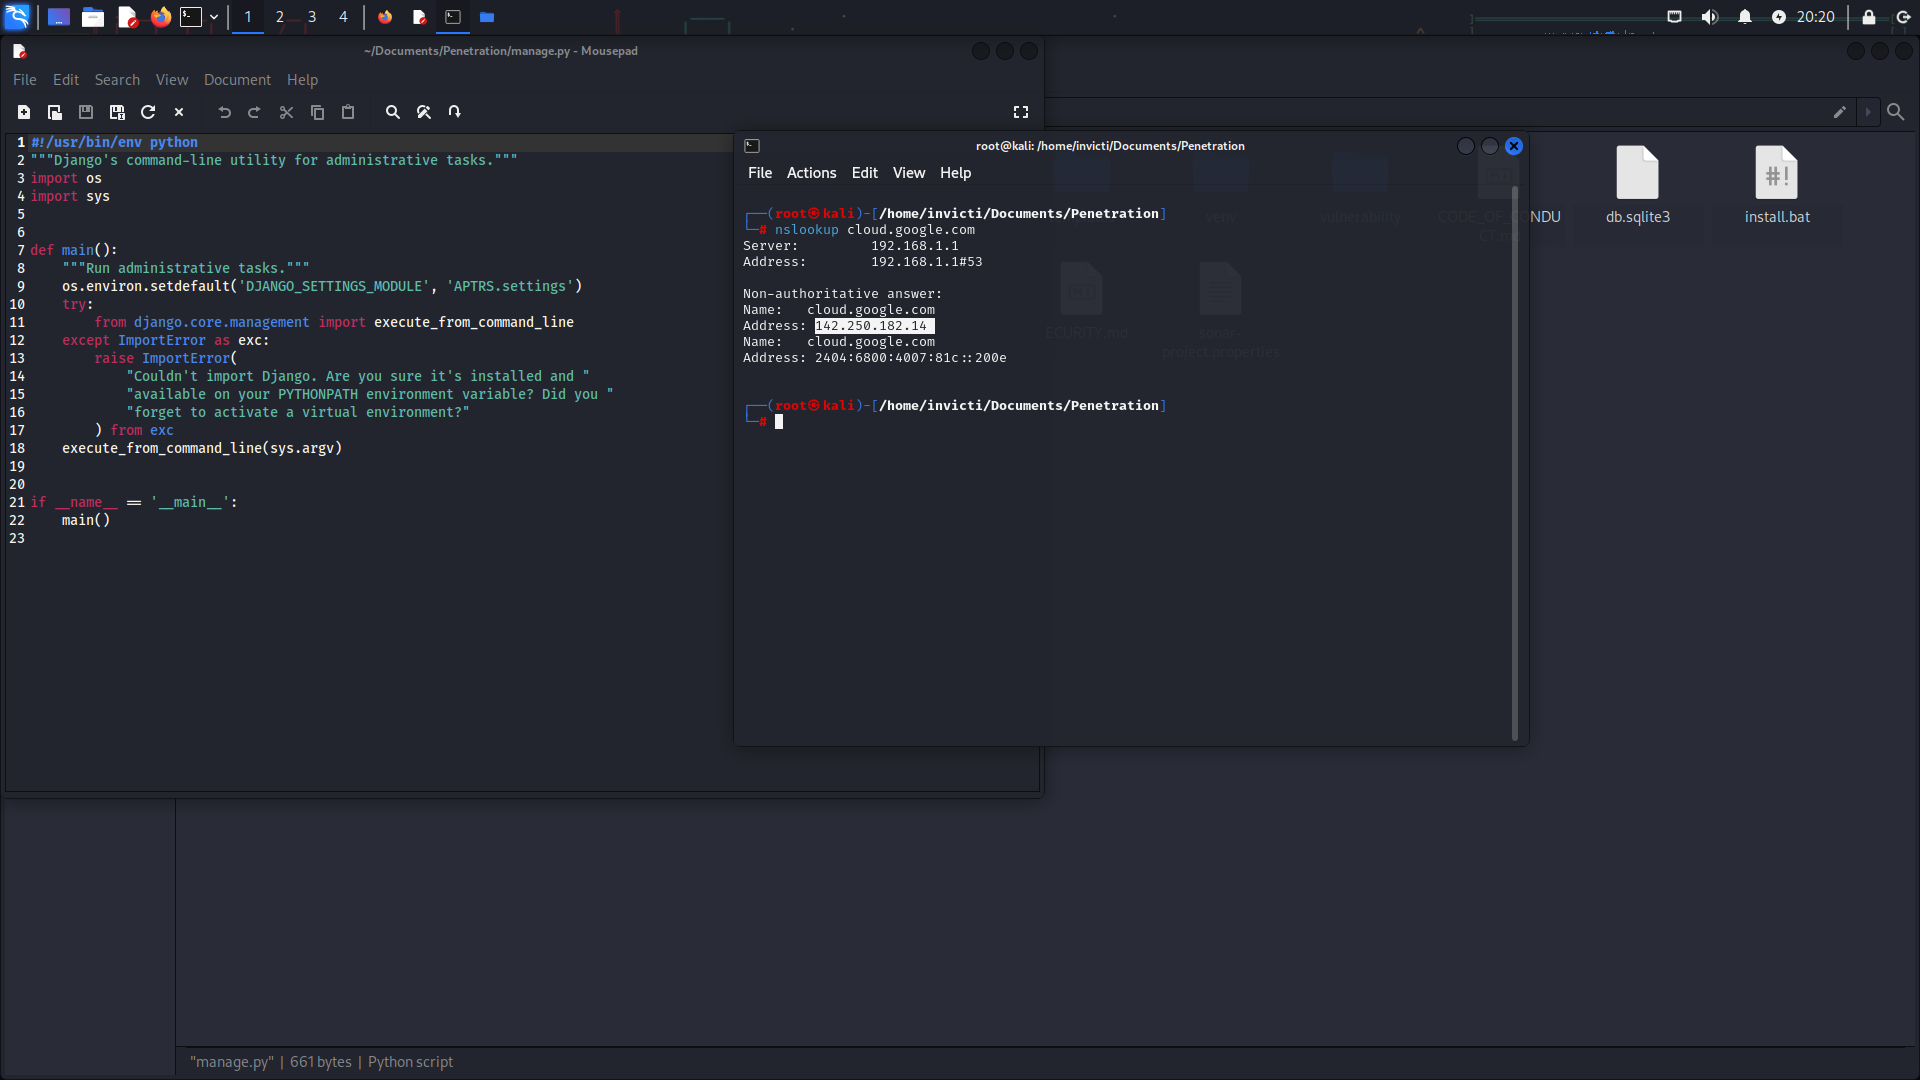 1 2 3 4 20:20
~/Documents/Penetration/manage.py - Mousepad
File Edit Search View Document Help
1 #!/usr/bin/env python
2 """Django's command-line utility for administrative tasks."""
3 import os
4 import sys
5
6
7 def main():
8 """Run administrative tasks."""
9 os.environ.setdefault('DJANGO_SETTINGS_MODULE', 'APTRS.settings')
10 try:
11 from django.core.management import execute_from_command_line
12 except ImportError as exc:
13 raise ImportError(
14 "Couldn't import Django. Are you sure it's installed and "
15 "available on your PYTHONPATH environment variable? Did you "
16 "forget to activate a virtual environment?"
17 ) from exc
18 execute_from_command_line(sys.argv)
19
20
21 if __name__ == '__main__':
22 main()
23
root@kali: /home/invicti/Documents/Penetration
File Actions Edit View Help
┌──(root㉿kali)-[/home/invicti/Documents/Penetration]
└─# nslookup cloud.google.com
Server: 192.168.1.1
Address: 192.168.1.1#53
Non-authoritative answer:
Name: cloud.google.com
Address: 142.250.182.14
Name: cloud.google.com
Address: 2404:6800:4007:81c::200e
┌──(root㉿kali)-[/home/invicti/Documents/Penetration]
└─#
venv
vulnerability
CODE_OF_CONDU
CT.md
db.sqlite3
#!
install.bat
ECURITY.md
sonar-
project.properties
"manage.py" | 661 bytes | Python script